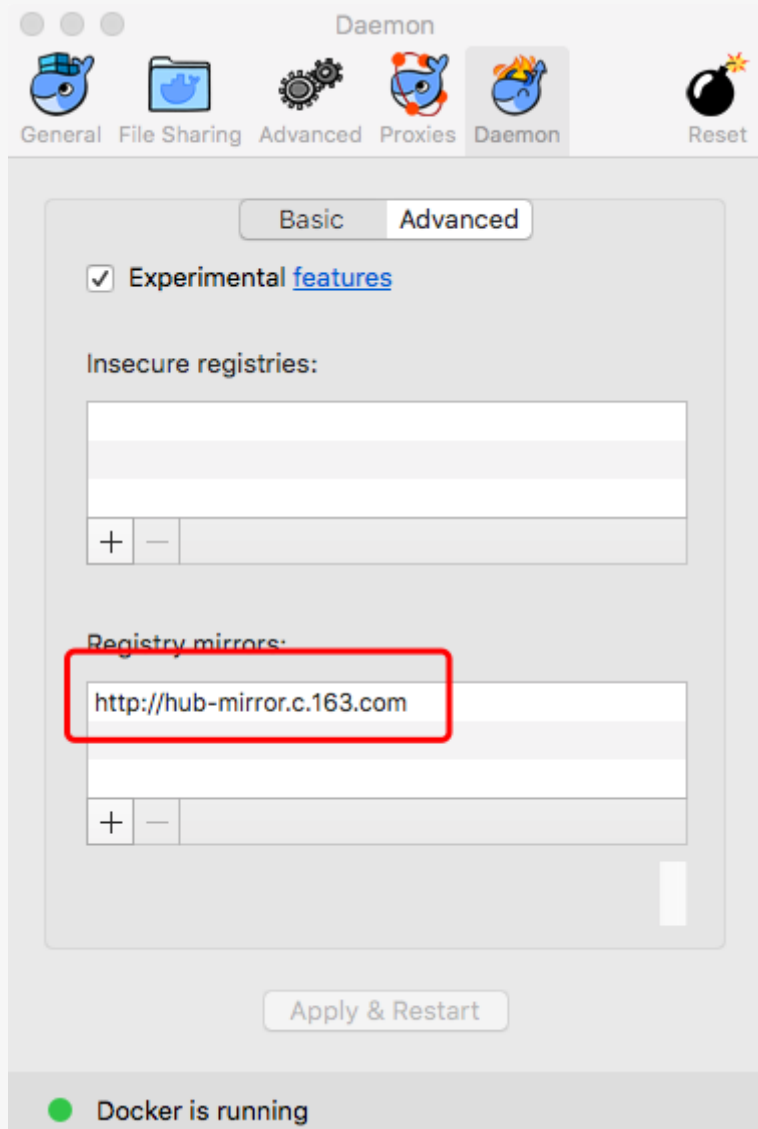 Daemon
General File Sharing Advanced Proxies Daemon Reset
Basic Advanced
Experimental features
Insecure registries:
Registry mirrors:
http://hub-mirror.c.163.com
Apply & Restart
Docker is running